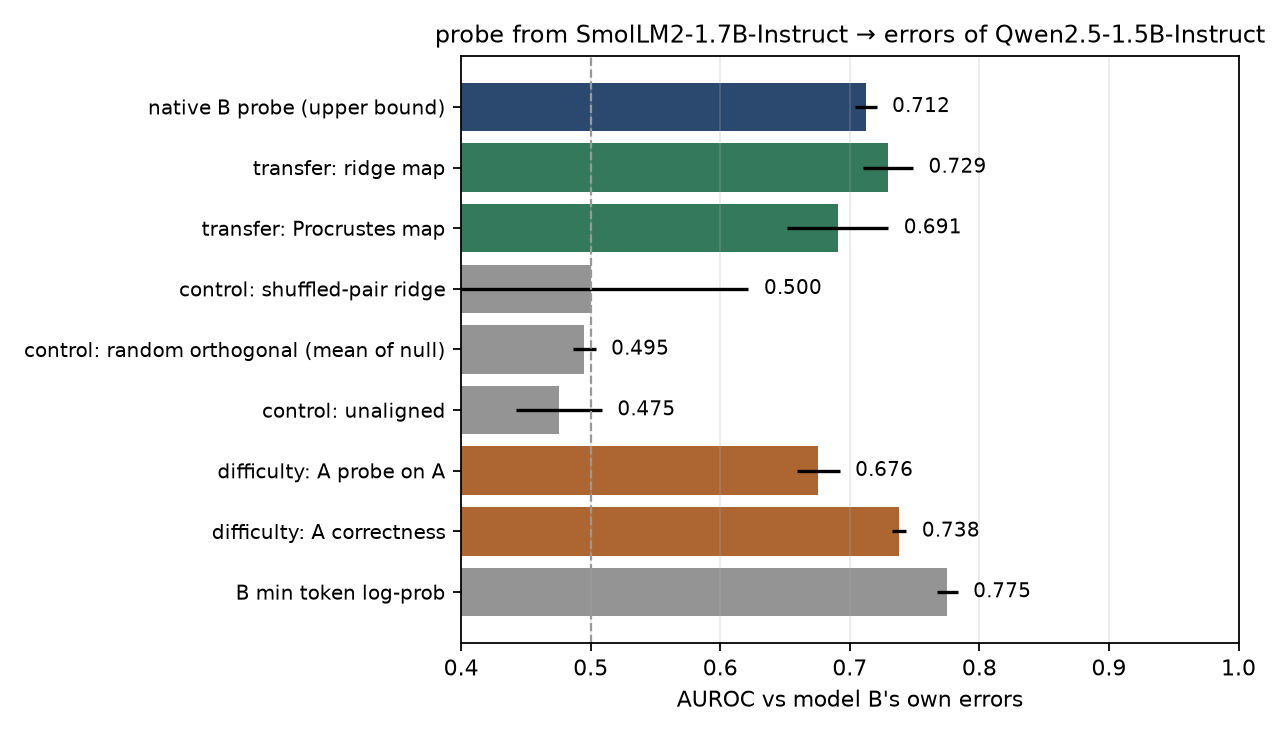 probe from SmolLM2-1.7B-Instruct → errors of Qwen2.5-1.5B-Instruct
native B probe (upper bound) 0.712
transfer: ridge map 0.729
transfer: Procrustes map 0.691
control: shuffled-pair ridge 0.500
control: random orthogonal (mean of null) 0.495
control: unaligned 0.475
difficulty: A probe on A 0.676
difficulty: A correctness 0.738
B min token log-prob 0.775
0.4 0.5 0.6 0.7 0.8 0.9 1.0
AUROC vs model B's own errors